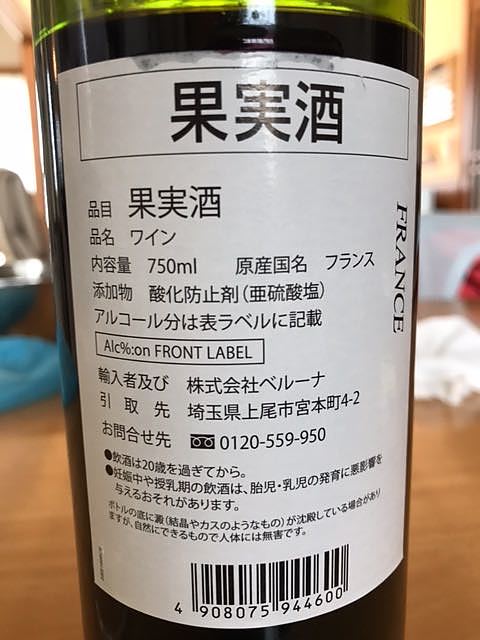 果実酒
品目 果実酒
品名 ワイン
内容量 750ml 原産国名 フランス
添加物 酸化防止剤（亜硫酸塩）
アルコール分は表ラベルに記載
Alc%:on FRONT LABEL
輸入者及び 株式会社ベルーナ
引取先 埼玉県上尾市宮本町4-2
お問合せ先 0120-559-950
●飲酒は20歳を過ぎてから。
●妊娠中や授乳期の飲酒は、胎児・乳児の発育に悪影響を
与えるおそれがあります。
ボトルの底に澱（結晶やカスのようなもの）が沈殿している場合があり
ますが、自然にできるもので人体には無害です。
4 908075 944600
FRANCE